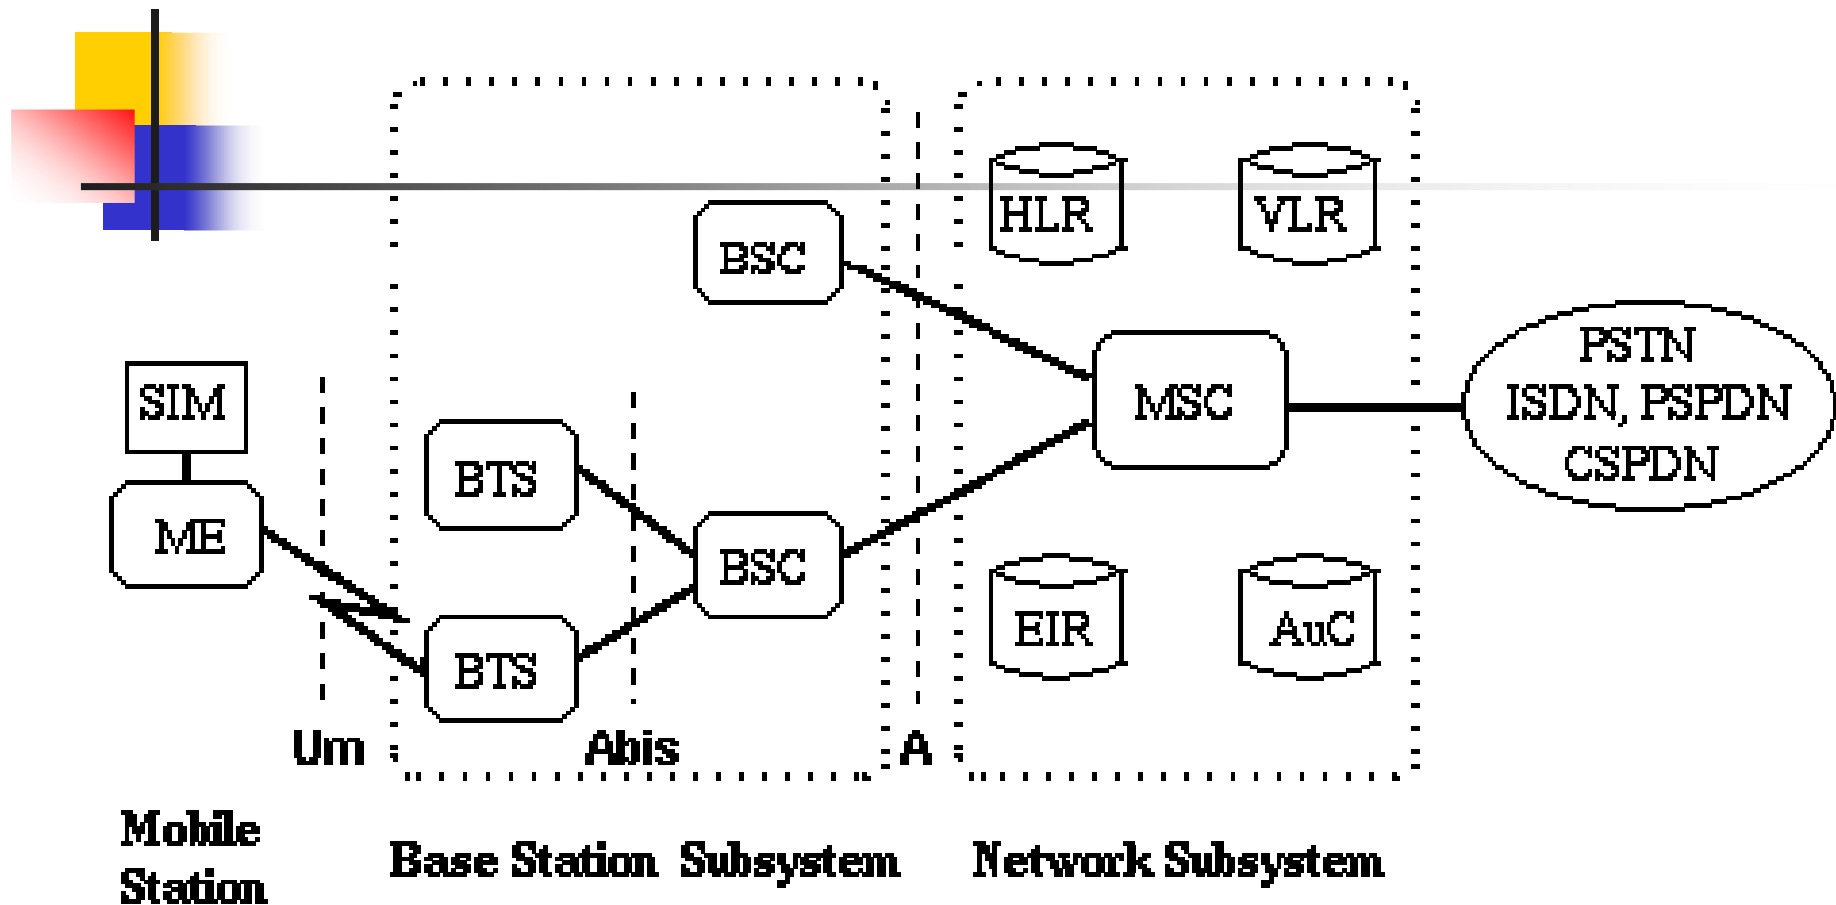 HLR
VLR
BSC
PSTN
ISDN, PSPDN
CSPDN
MSC
SIM
BTS
ME
BSC
EIR
AuC
BTS
Um
Abis
A
Mobile
Station
Base Station Subsystem
Network Subsystem